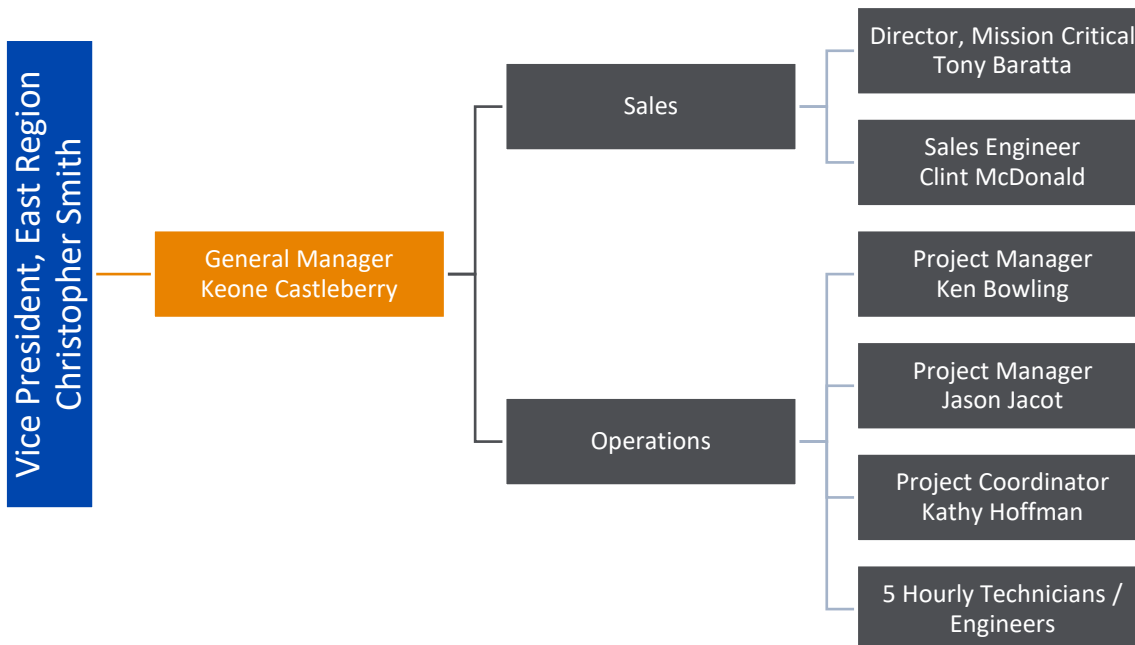 Vice President, East Region
Christopher Smith
General Manager
Keone Castleberry
Sales
Director, Mission Critical
Tony Baratta
Sales Engineer
Clint McDonald
Operations
Project Manager
Ken Bowling
Project Manager
Jason Jacot
Project Coordinator
Kathy Hoffman
5 Hourly Technicians /
Engineers